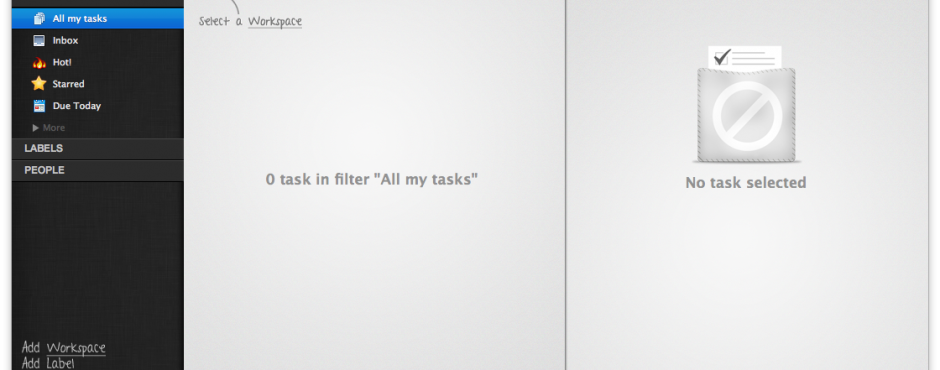 All my tasks
Inbox
Hot!
Starred
Due Today
More
LABELS
PEOPLE
Add Workspace
Add Label
Select a Workspace
0 task in filter "All my tasks"
No task selected